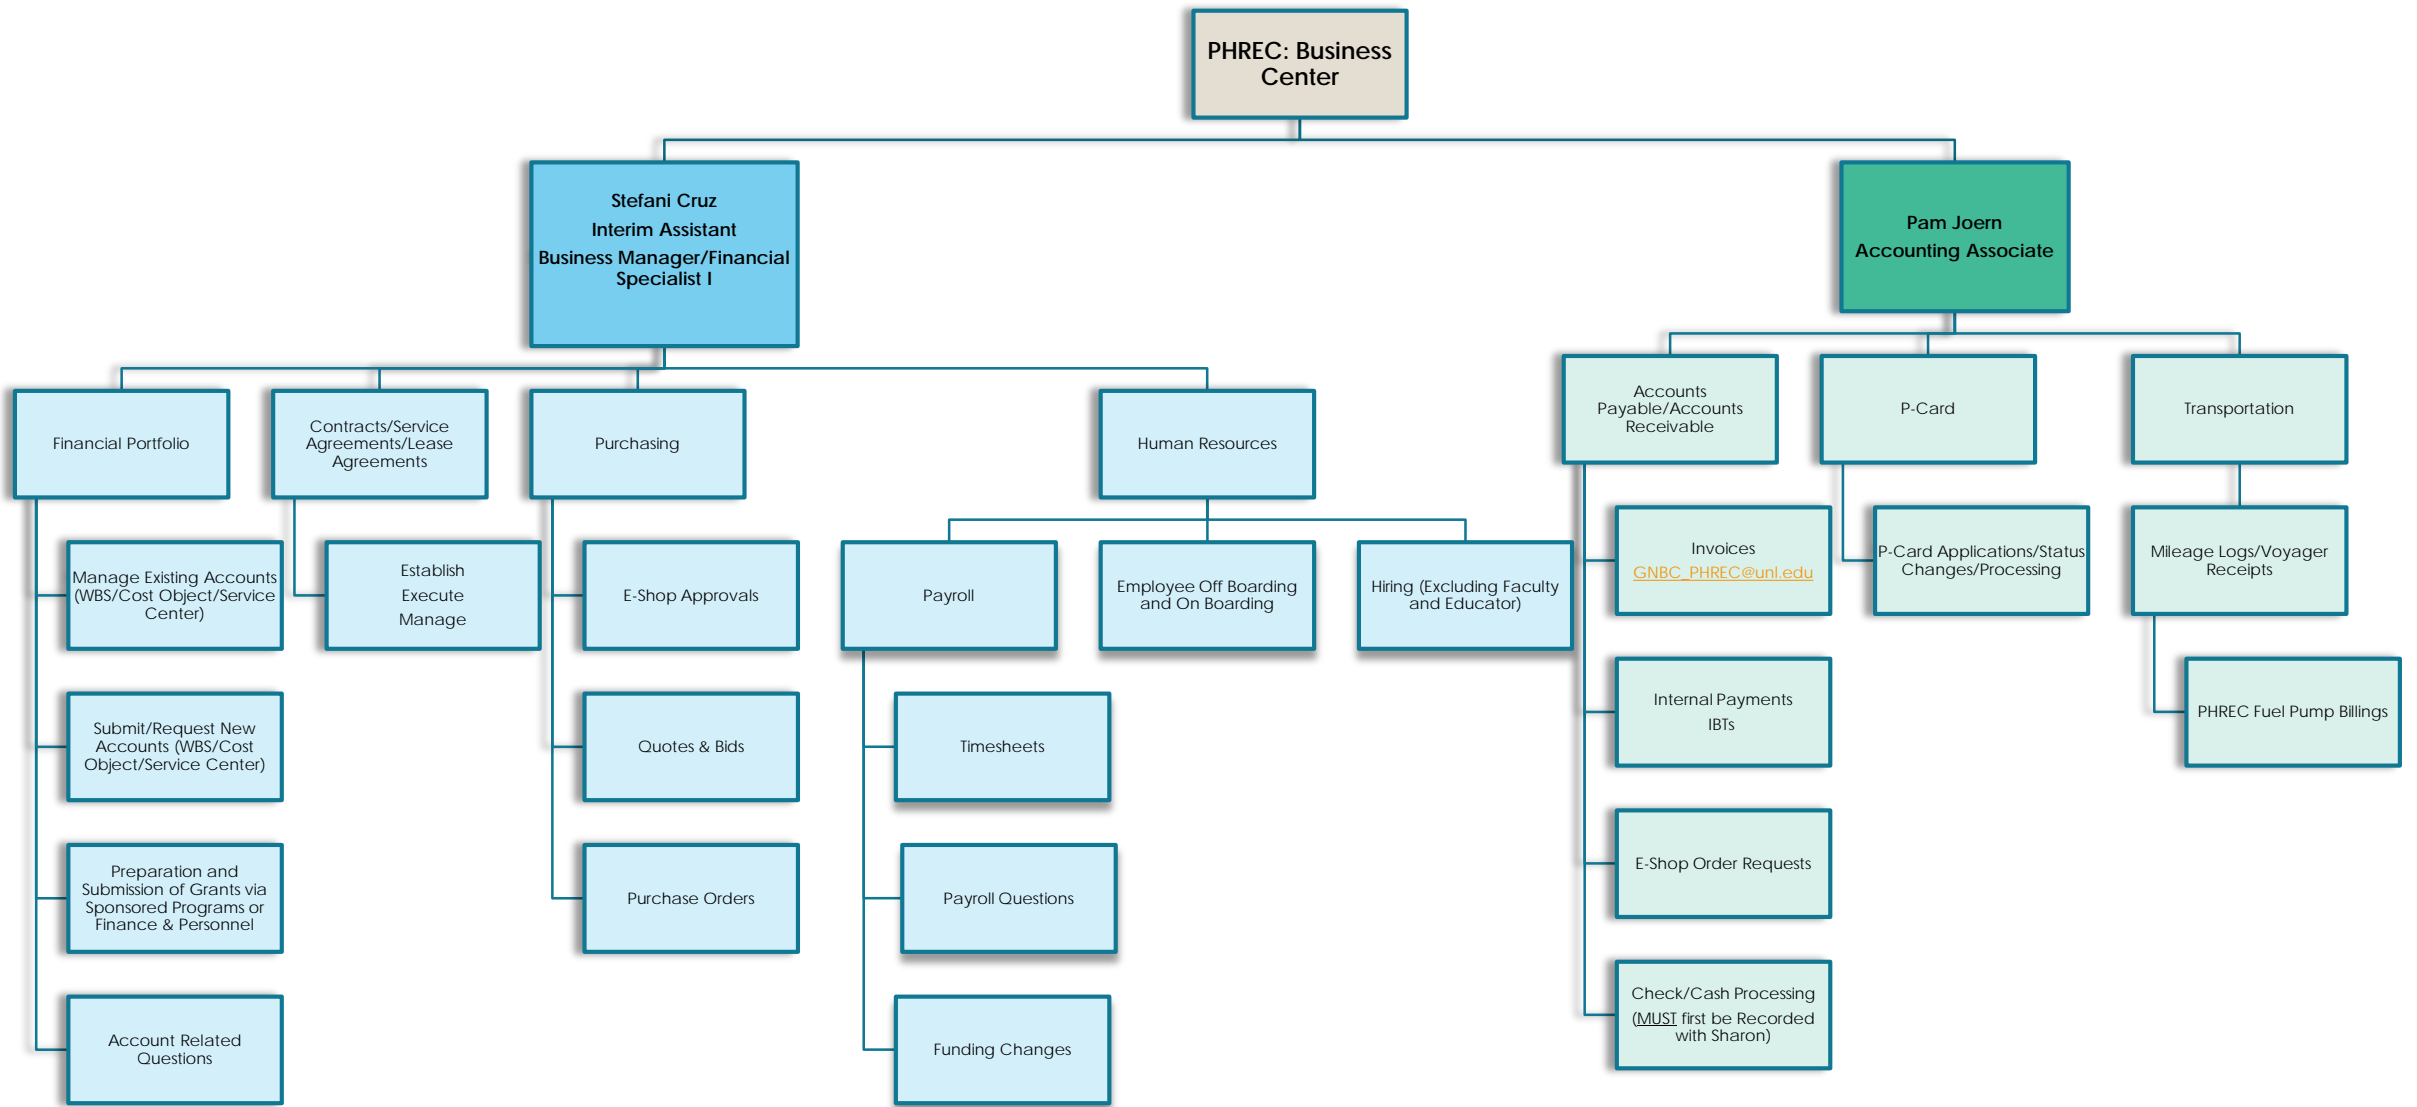 PHREC: Business
Center
Stefani Cruz
Interim Assistant
Business Manager/Financial
Specialist I
Pam Joern
Accounting Associate
Financial Portfolio
Contracts/Service
Agreements/Lease
Agreements
Purchasing
Human Resources
Accounts
Payable/Accounts
Receivable
P-Card
Transportation
Manage Existing Accounts
(WBS/Cost Object/Service
Center)
Establish
Execute
Manage
E-Shop Approvals
Payroll
Employee Off Boarding
and On Boarding
Hiring (Excluding Faculty
and Educator)
Invoices
GNBC_PHREC@unl.edu
P-Card Applications/Status
Changes/Processing
Mileage Logs/Voyager
Receipts
Submit/Request New
Accounts (WBS/Cost
Object/Service Center)
Quotes & Bids
Timesheets
Internal Payments
IBTs
PHREC Fuel Pump Billings
Preparation and
Submission of Grants via
Sponsored Programs or
Finance & Personnel
Purchase Orders
Payroll Questions
E-Shop Order Requests
Account Related
Questions
Funding Changes
Check/Cash Processing
(MUST first be Recorded
with Sharon)